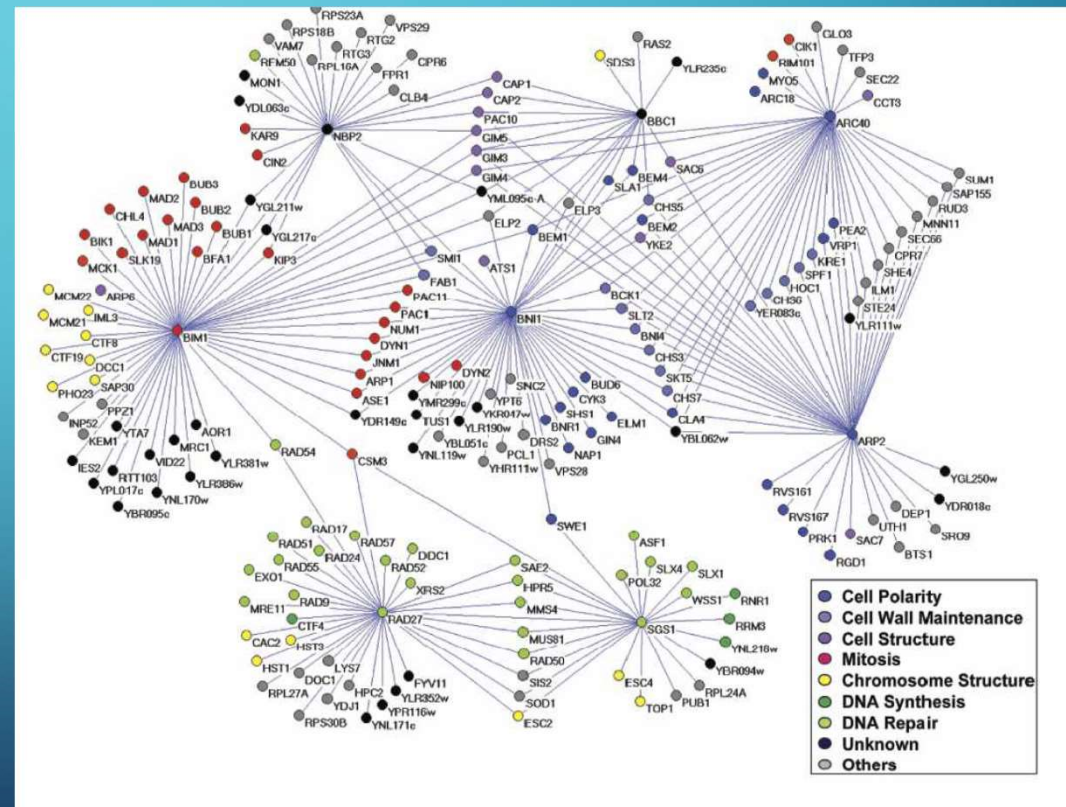 RPS23A
VPS29
RPS18B
RTG2
VAM7
RTG3
CPR6
REM50
RPL16A
FPR1
MON1
CLB4
YDL063c
NBP2
KAR9
CIN2
CAP1
CAP2
PAC10
GIM5
GIM3
GIM4
YML095c-A
ELP2
ELP3
RAS2
SDS3
YLR235c
BBC1
SAC6
BEM4
SLA1
CHS5
BEM2
YKE2
BEM1
GLO3
CIK1
TFP3
RIM101
SEC22
MYO5
CCT3
ARC18
ARC40
SUM1
SAP155
RUD3
MNN11
SEC66
CPR7
SHE4
ILM1
STE24
YLR111w
PEA2
VRP1
KIRE1
SPF1
HOC1
CHS6
YER083c
BUB3
MAD2
YGL211w
BUB2
CHL4
MAD3
BUB1
YGL217c
MAD1
BIK1
BFA1
KIP3
SLK19
MCK1
SMI1
ATS1
FAB1
ARP6
PAC11
MCM22
PAC1
IML3
MCM21
NUM1
BIM1
BNI1
CTF8
DYN1
CTF19
DCC1
JNM1
SAP30
ARP1
PHO23
ASE1
YDR149c
BCK1
SLT2
BNI4
CHS3
SKT5
CHS7
CLA4
YBL062w
DYN2
NIP100
SNC2
BUD6
YMR299c
YPT6
CYK3
TUS1
YKR047w
SHS1
EILM1
YLR190w
BNR1
YNL119w
YBL051c
DRS2
GIN4
PCL1
NAP1
YHR111w
VPS28
PPZ1
INP52
YTA7
AOR1
KEM1
MRC1
VID22
YLR381w
IES2
RTT103
YPL017c
YLR386w
YNL170w
YBR095c
RAD54
CSM3
SWE1
ARP2
YGL250w
RVS161
YDR018c
RVS167
DEP1
UTH1
PRK1
SAC7
SRO9
BTS1
RGD1
RAD17
RAD57
RAD51
DDC1
RAD24
RAD55
RAD52
EXO1
XRS2
RAD9
MRE11
RAD27
CTF4
CAC2
HST3
HST1
LYS7
DOC1
FYV11
RPL27A
HPC2
YLR352w
YDJ1
YPR116w
RPS30B
YNL171c
SAE2
HPR5
MMS4
MUS81
RAD50
SIS2
SOD1
ESC2
ASF1
SLX4
SLX1
POL32
WSS1
RNR1
SGS1
RRM3
YNL218w
YBR094w
ESC4
RPL24A
TOP1
PUB1
Cell Polarity
Cell Wall Maintenance
Cell Structure
Mitosis
Chromosome Structure
DNA Synthesis
DNA Repair
Unknown
Others